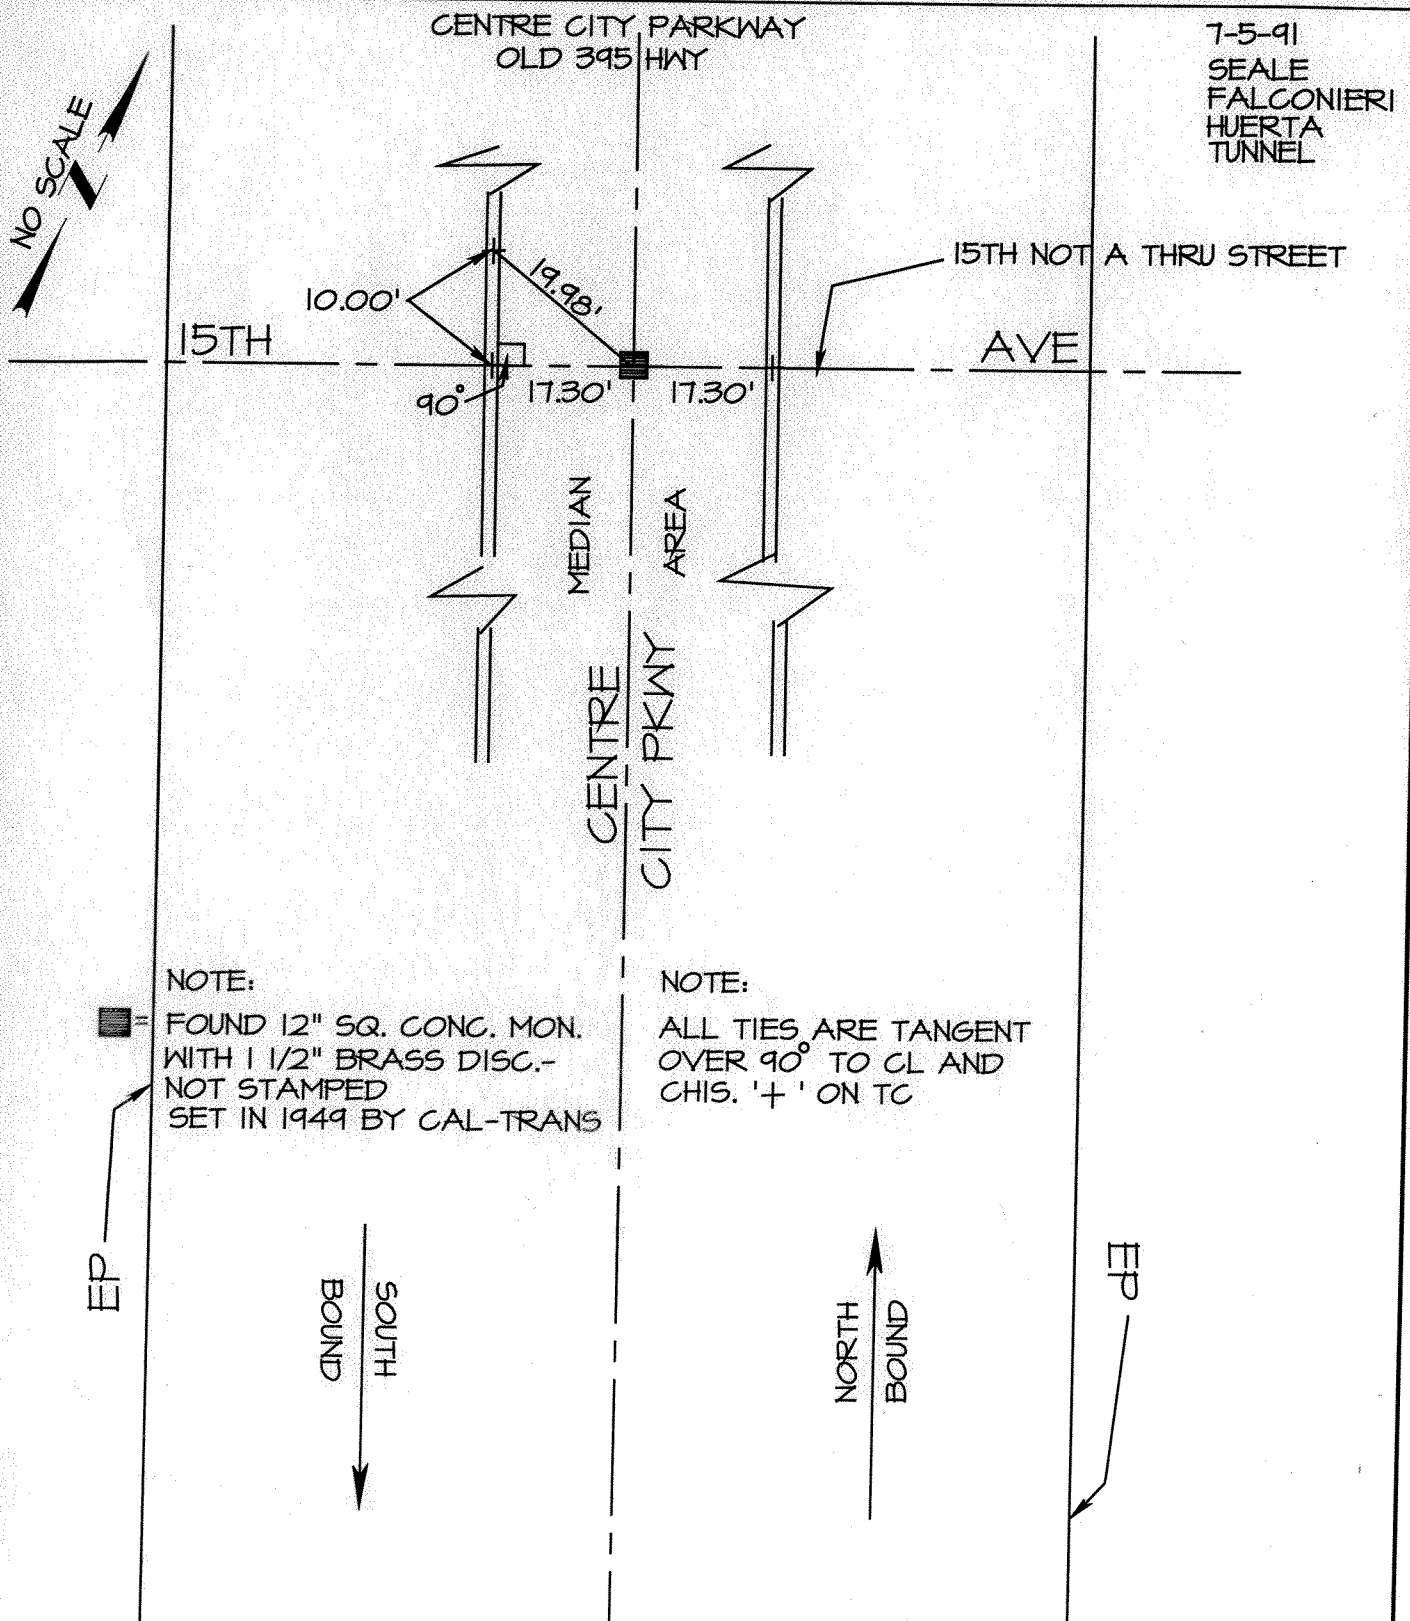 CENTRE CITY PARKWAY
OLD 395 HWY
7-5-91
SEALE
FALCONIERI
HUERTA
TUNNEL
NO SCALE
N
15TH NOT A THRU STREET
19.98'
10.00'
15TH
AVE
90°
17.30'
17.30'
MEDIAN
AREA
CENTRE
CITY PKWY
NOTE:
= FOUND 12" SQ. CONC. MON.
WITH 1 1/2" BRASS DISC.-
NOT STAMPED
SET IN 1949 BY CAL-TRANS
NOTE:
ALL TIES ARE TANGENT
OVER 90° TO CL AND
CHIS. '+ ' ON TC
EP
SOUTH
BOUND
NORTH
BOUND
EP